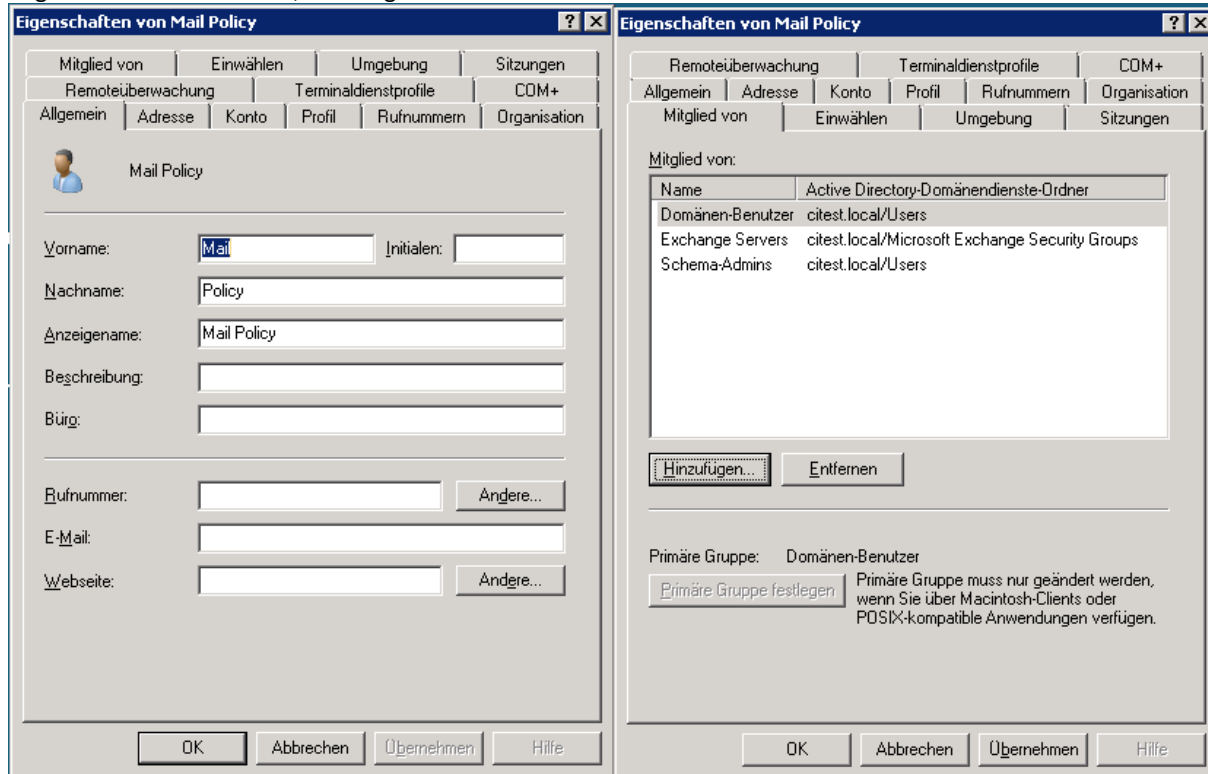 Eigenschaften von Mail Policy
Mitglied von Einwählen Umgebung Sitzungen
Remoteüberwachung Terminaldienstprofile COM+
Allgemein Adresse Konto Profil Rufnummern Organisation
Mail Policy
Vorname: Mail Initialen:
Nachname: Policy
Anzeigename: Mail Policy
Beschreibung:
Büro:
Rufnummer: Andere...
E-Mail:
Webseite: Andere...
OK Abbrechen Übernehmen Hilfe
Eigenschaften von Mail Policy
Remoteüberwachung Terminaldienstprofile COM+
Allgemein Adresse Konto Profil Rufnummern Organisation
Mitglied von Einwählen Umgebung Sitzungen
Mitglied von:
Name Active Directory-Domänendienste-Ordner
Domänen-Benutzer citest.local/Users
Exchange Servers citest.local/Microsoft Exchange Security Groups
Schema-Admins citest.local/Users
Hinzufügen... Entfernen
Primäre Gruppe: Domänen-Benutzer
Primäre Gruppe festlegen
Primäre Gruppe muss nur geändert werden,
wenn Sie über Macintosh-Clients oder
POSIX-kompatible Anwendungen verfügen.
OK Abbrechen Übernehmen Hilfe